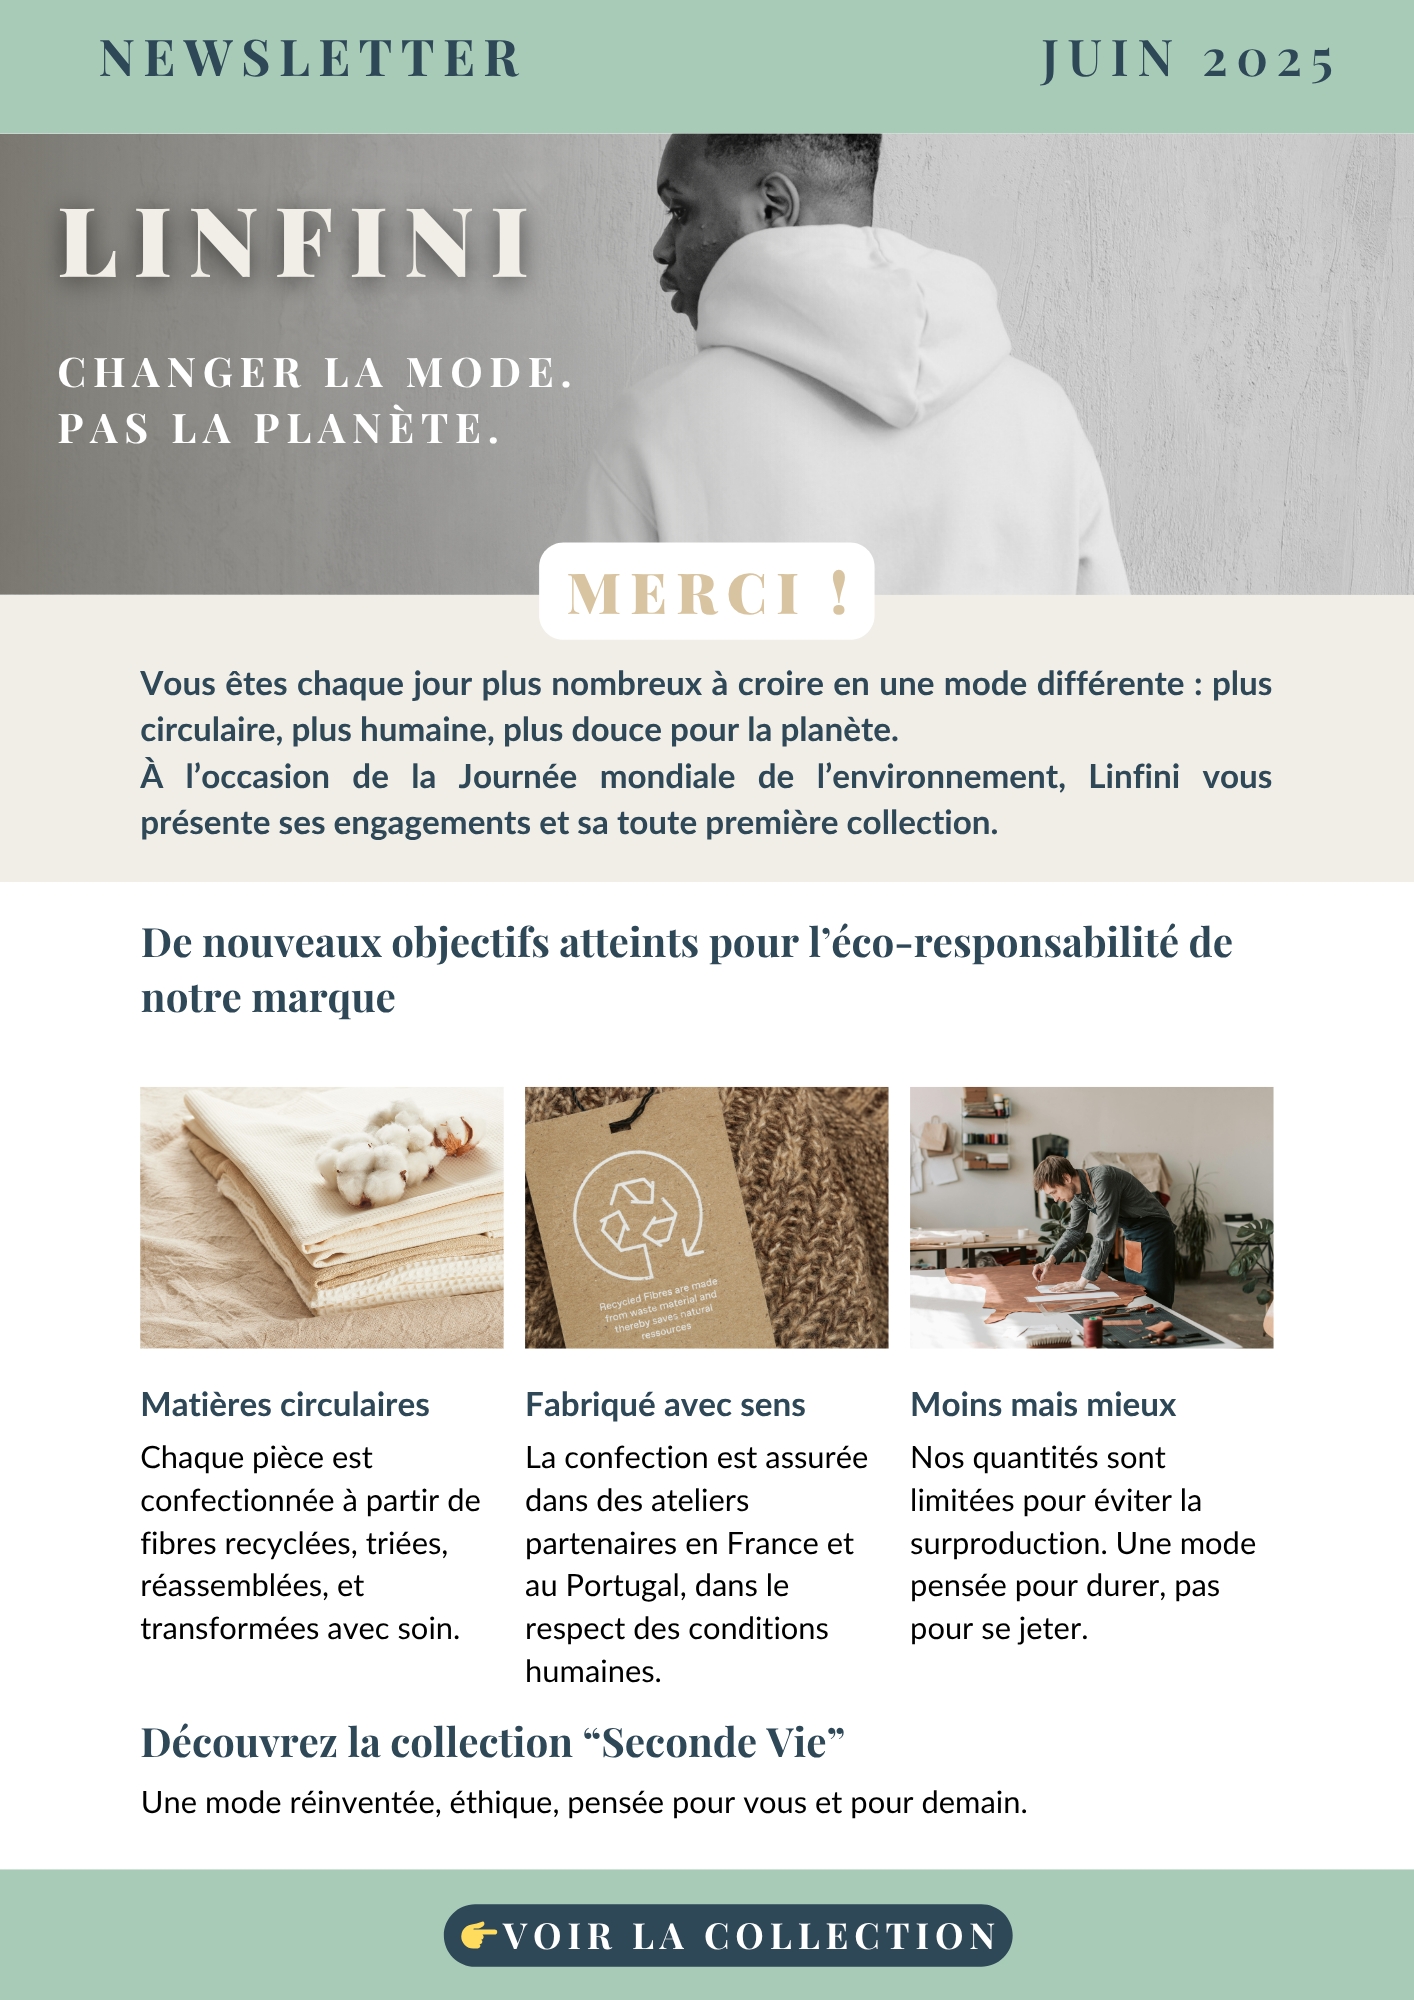 NEWSLETTER
JUIN 2025
LINFINI
CHANGER LA MODE.
PAS LA PLANÈTE.
MERCI !
Vous êtes chaque jour plus nombreux à croire en une mode différente : plus
circulaire, plus humaine, plus douce pour la planète.
À l’occasion de la Journée mondiale de l’environnement, Linfini vous
présente ses engagements et sa toute première collection.
De nouveaux objectifs atteints pour l’éco-responsabilité de
notre marque
Recycled Fibres are made
from waste material and
thereby saves natural
ressources
Matières circulaires
Chaque pièce est
confectionnée à partir de
fibres recyclées, triées,
réassemblées, et
transformées avec soin.
Fabriqué avec sens
La confection est assurée
dans des ateliers
partenaires en France et
au Portugal, dans le
respect des conditions
humaines.
Moins mais mieux
Nos quantités sont
limitées pour éviter la
surproduction. Une mode
pensée pour durer, pas
pour se jeter.
Découvrez la collection “Seconde Vie”
Une mode réinventée, éthique, pensée pour vous et pour demain.
👉VOIR LA COLLECTION